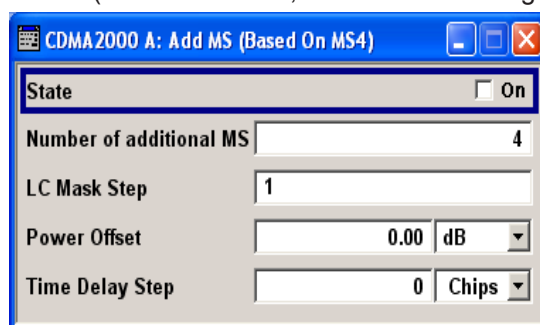 CDMA2000 A: Add MS (Based On MS4)
State On
Number of additional MS 4
LC Mask Step 1
Power Offset 0.00 dB
Time Delay Step 0 Chips